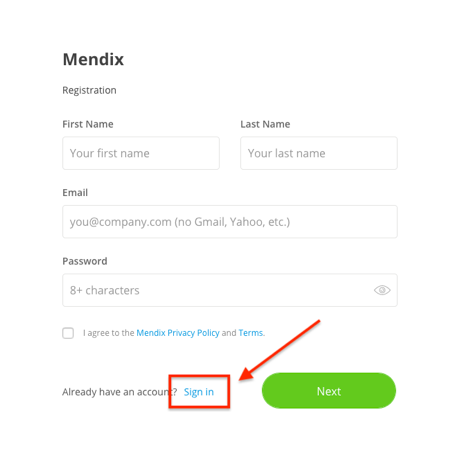 Mendix
Registration
First Name
Last Name
Your first name
Your last name
Email
you@company.com (no Gmail, Yahoo, etc.)
Password
8+ characters
I agree to the Mendix Privacy Policy and Terms.
Already have an account? Sign in
Next